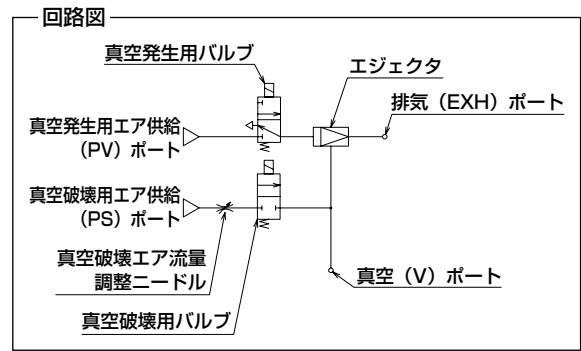 回路図
真空発生用バルブ
エジェクタ
排気（EXH）ポート
真空発生用エア供給
（PV）ポート
真空破壊用エア供給
（PS）ポート
真空破壊エア流量
調整ニードル
真空（V）ポート
真空破壊用バルブ